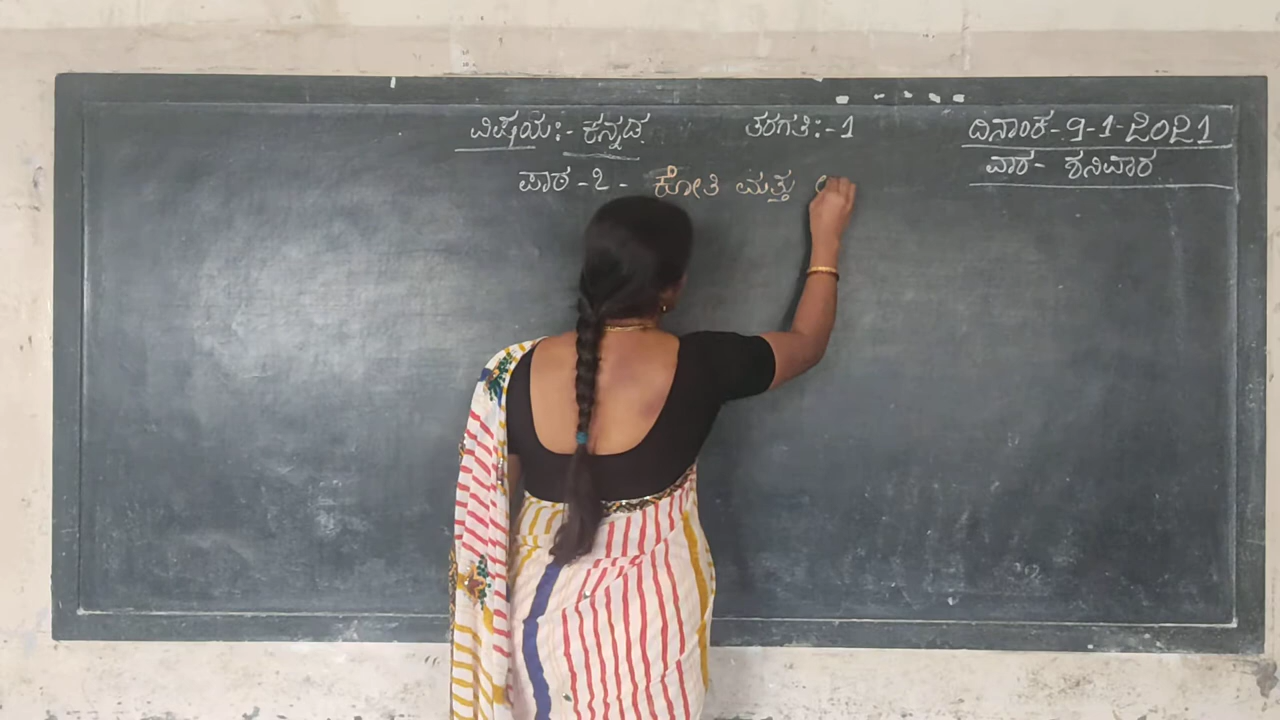 ವಿಷಯ:- ಕನ್ನಡ ತರಗತಿ:-1 ದಿನಾಂಕ-9-1-2021
ಪಾಠ-2- ಕೋತಿ ಮತ್ತು ವಾರ- ಶನಿವಾರ